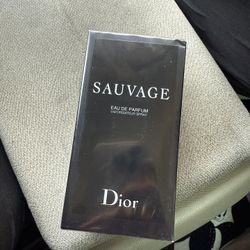 SAUVAGE
EAU DE PARFUM
VAPORISATEUR SPRAY
Dior